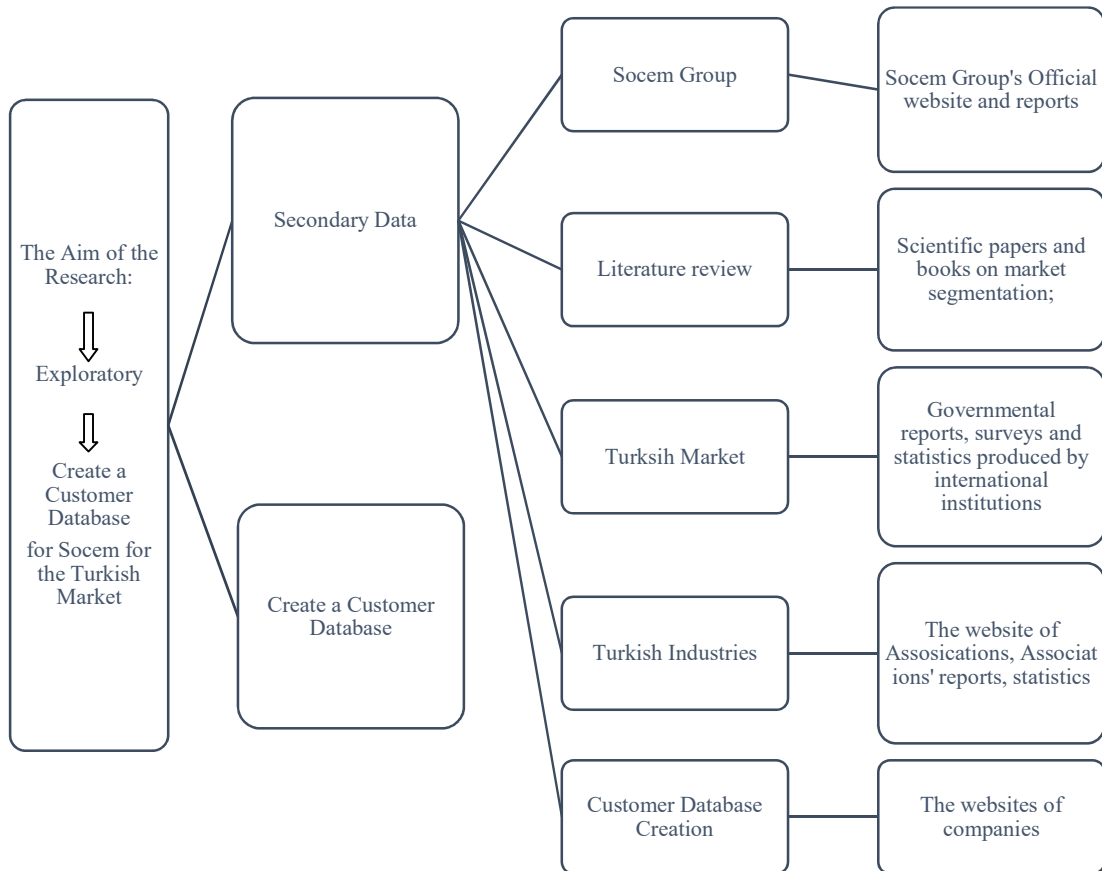 The Aim of the
Research:
Exploratory
Create a
Customer
Database
for Socem for
the Turkish
Market
Secondary Data
Create a Customer
Database
Socem Group
Literature review
Turksih Market
Turkish Industries
Customer Database
Creation
Socem Group's Official
website and reports
Scientific papers and
books on market
segmentation;
Governmental
reports, surveys and
statistics produced by
international
institutions
The website of
Assosications, Associat
ions' reports, statistics
The websites of
companies